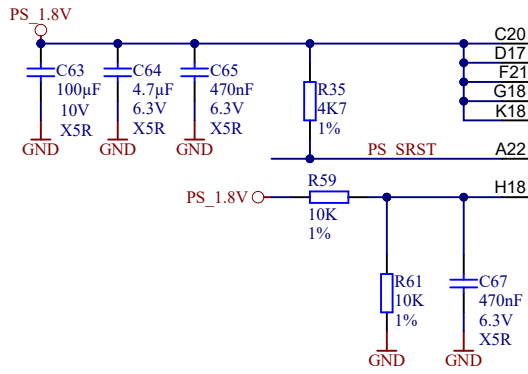 PS_1.8V
C20
D17
F21
G18
K18
C63
100µF
10V
X5R
GND
C64
4.7µF
6.3V
X5R
GND
C65
470nF
6.3V
X5R
GND
R35
4K7
1%
PS_SRST
A22
PS_1.8V
R59
10K
1%
H18
R61
10K
1%
GND
C67
470nF
6.3V
X5R
GND